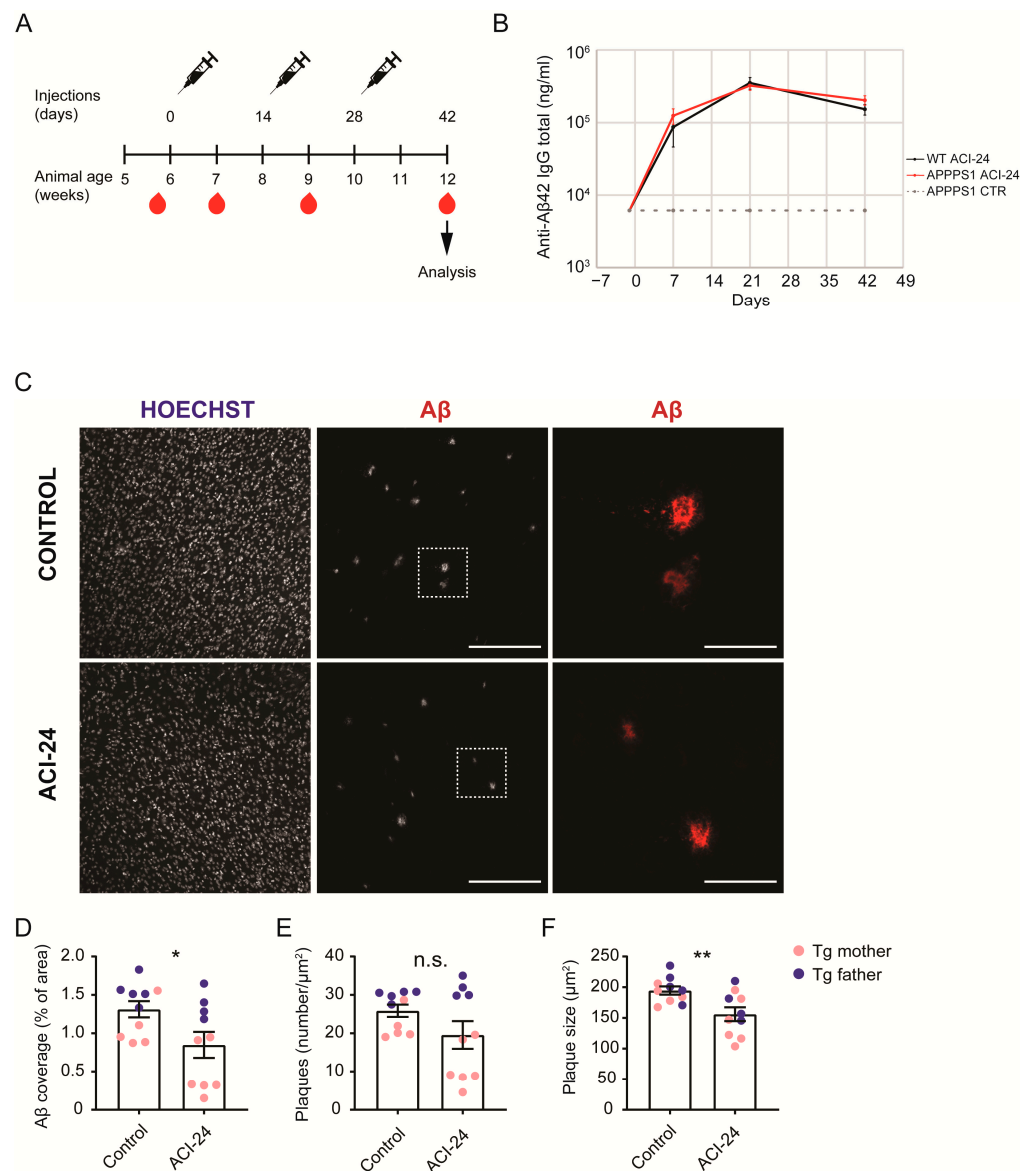 A
Injections
(days)
0 14 28 42
Animal age
(weeks)
5 6 7 8 9 10 11 12
Analysis
B
Anti-Aβ42 IgG total (ng/ml)
10⁶
10⁵
10⁴
10³
−7 0 7 14 21 28 35 42 49
Days
WT ACI-24
APPPS1 ACI-24
APPPS1 CTR
C
HOECHST Aβ Aβ
CONTROL
ACI-24
D
Aβ coverage (% of area)
2.0
1.5
1.0
0.5
0
*
Control ACI-24
E
Plaques (number/μm²)
40
30
20
10
0
n.s.
Control ACI-24
F
Plaque size (μm²)
250
200
150
100
50
0
**
Control ACI-24
Tg mother
Tg father